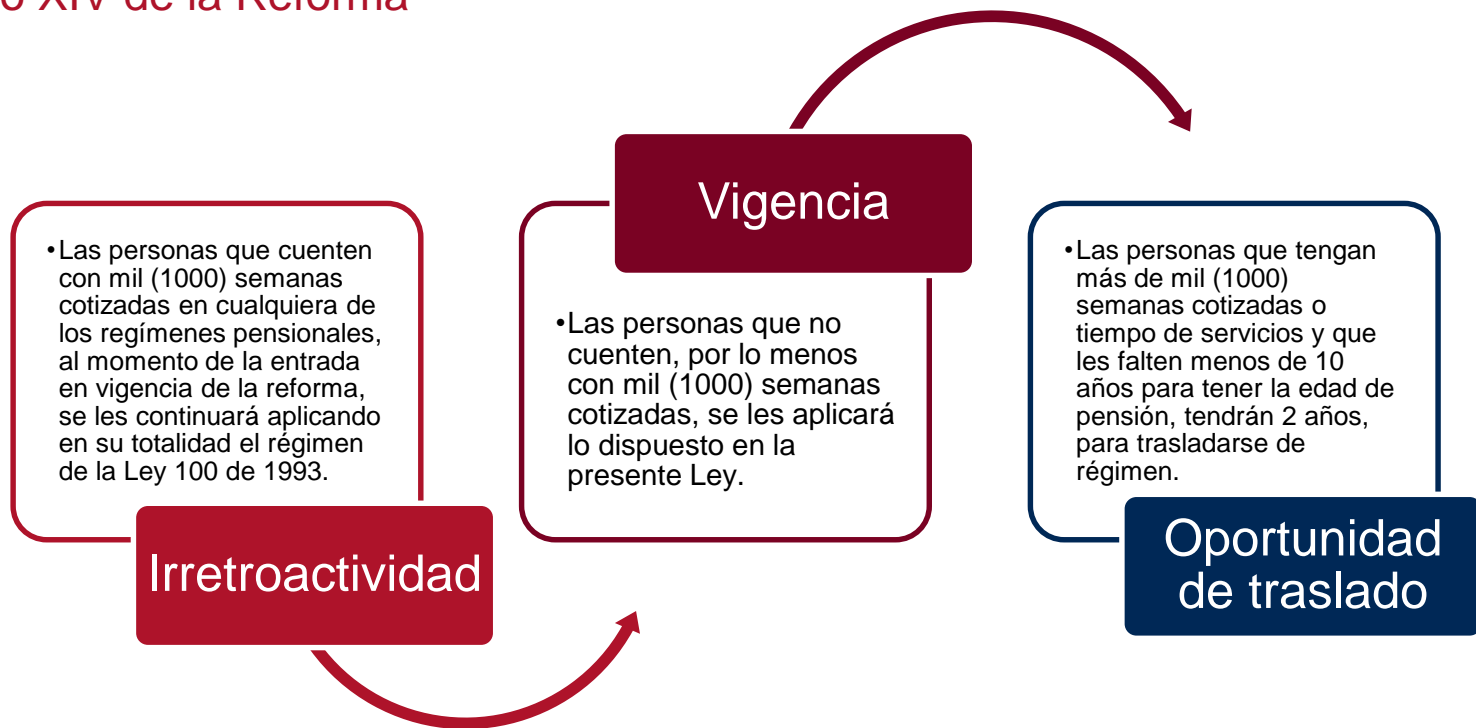 o XIV de la Reforma
•Las personas que cuenten
con mil (1000) semanas
cotizadas en cualquiera de
los regímenes pensionales,
al momento de la entrada
en vigencia de la reforma,
se les continuará aplicando
en su totalidad el régimen
de la Ley 100 de 1993.
Irretroactividad
Vigencia
•Las personas que no
cuenten, por lo menos
con mil (1000) semanas
cotizadas, se les aplicará
lo dispuesto en la
presente Ley.
•Las personas que tengan
más de mil (1000)
semanas cotizadas o
tiempo de servicios y que
les falten menos de 10
años para tener la edad de
pensión, tendrán 2 años,
para trasladarse de
régimen.
Oportunidad
de traslado